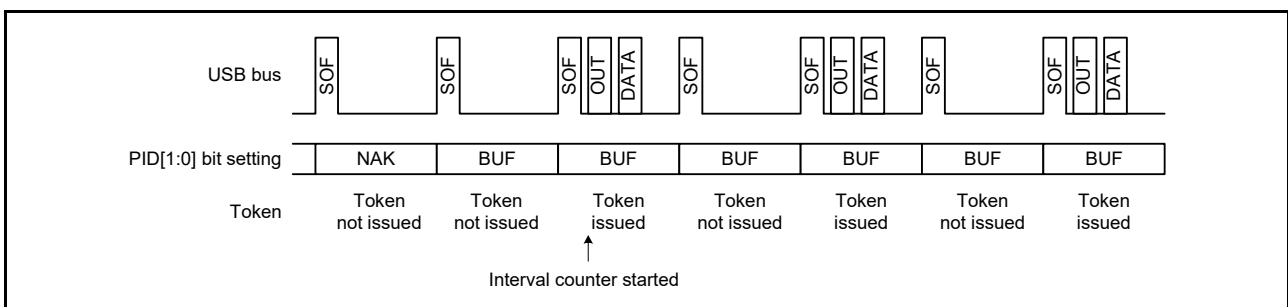 SOF SOF SOF OUT DATA SOF SOF OUT DATA SOF SOF OUT DATA
USB bus
PID[1:0] bit setting NAK BUF BUF BUF BUF BUF BUF
Token Token Token Token Token Token Token
not issued not issued issued not issued issued not issued issued
Token
Interval counter started